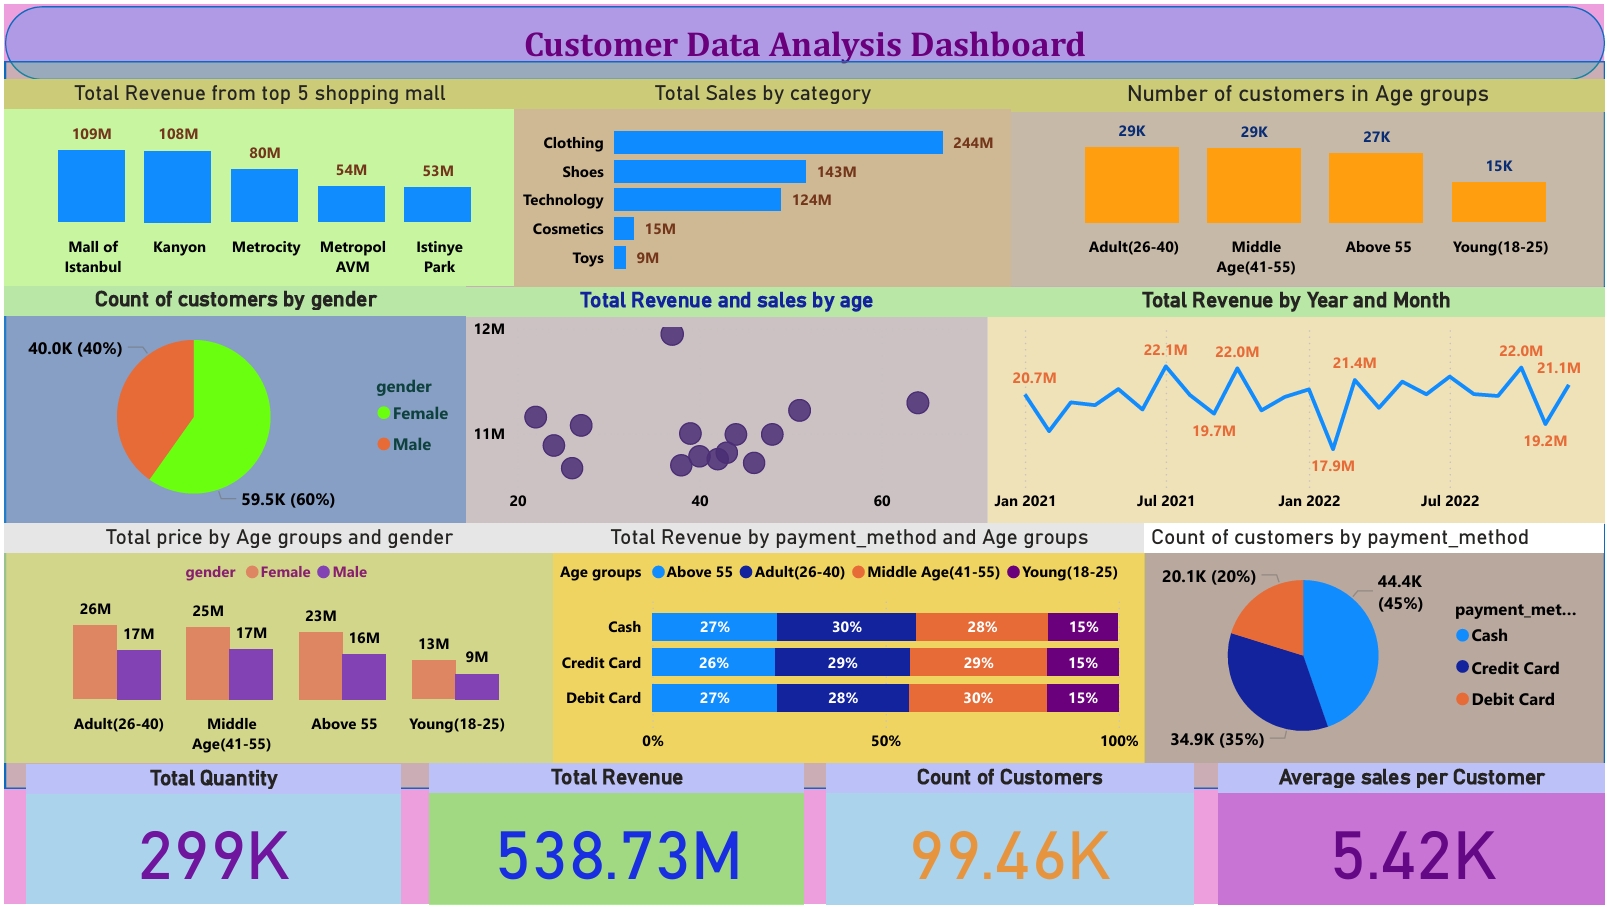 Customer Data Analysis Dashboard
Total Revenue from top 5 shopping mall
109M
108M
80M
54M
53M
Mall of
Istanbul
Kanyon
Metrocity
Metropol
AVM
Istinye
Park
Total Sales by category
Clothing 244M
Shoes 143M
Technology 124M
Cosmetics 15M
Toys 9M
Number of customers in Age groups
29K
29K
27K
15K
Adult(26-40)
Middle
Age(41-55)
Above 55
Young(18-25)
Count of customers by gender
40.0K (40%)
59.5K (60%)
gender
Female
Male
Total Revenue and sales by age
12M
11M
20 40 60
Total Revenue by Year and Month
20.7M
22.1M
19.7M
22.0M
17.9M
21.4M
22.0M
19.2M
21.1M
Jan 2021 Jul 2021 Jan 2022 Jul 2022
Total price by Age groups and gender
gender Female Male
26M 17M
25M 17M
23M 16M
13M 9M
Adult(26-40)
Middle
Age(41-55)
Above 55
Young(18-25)
Total Revenue by payment_method and Age groups
Age groups Above 55 Adult(26-40) Middle Age(41-55) Young(18-25)
Cash 27% 30% 28% 15%
Credit Card 26% 29% 29% 15%
Debit Card 27% 28% 30% 15%
0% 50% 100%
Count of customers by payment_method
20.1K (20%)
44.4K
(45%)
34.9K (35%)
payment_met...
Cash
Credit Card
Debit Card
Total Quantity
299K
Total Revenue
538.73M
Count of Customers
99.46K
Average sales per Customer
5.42K